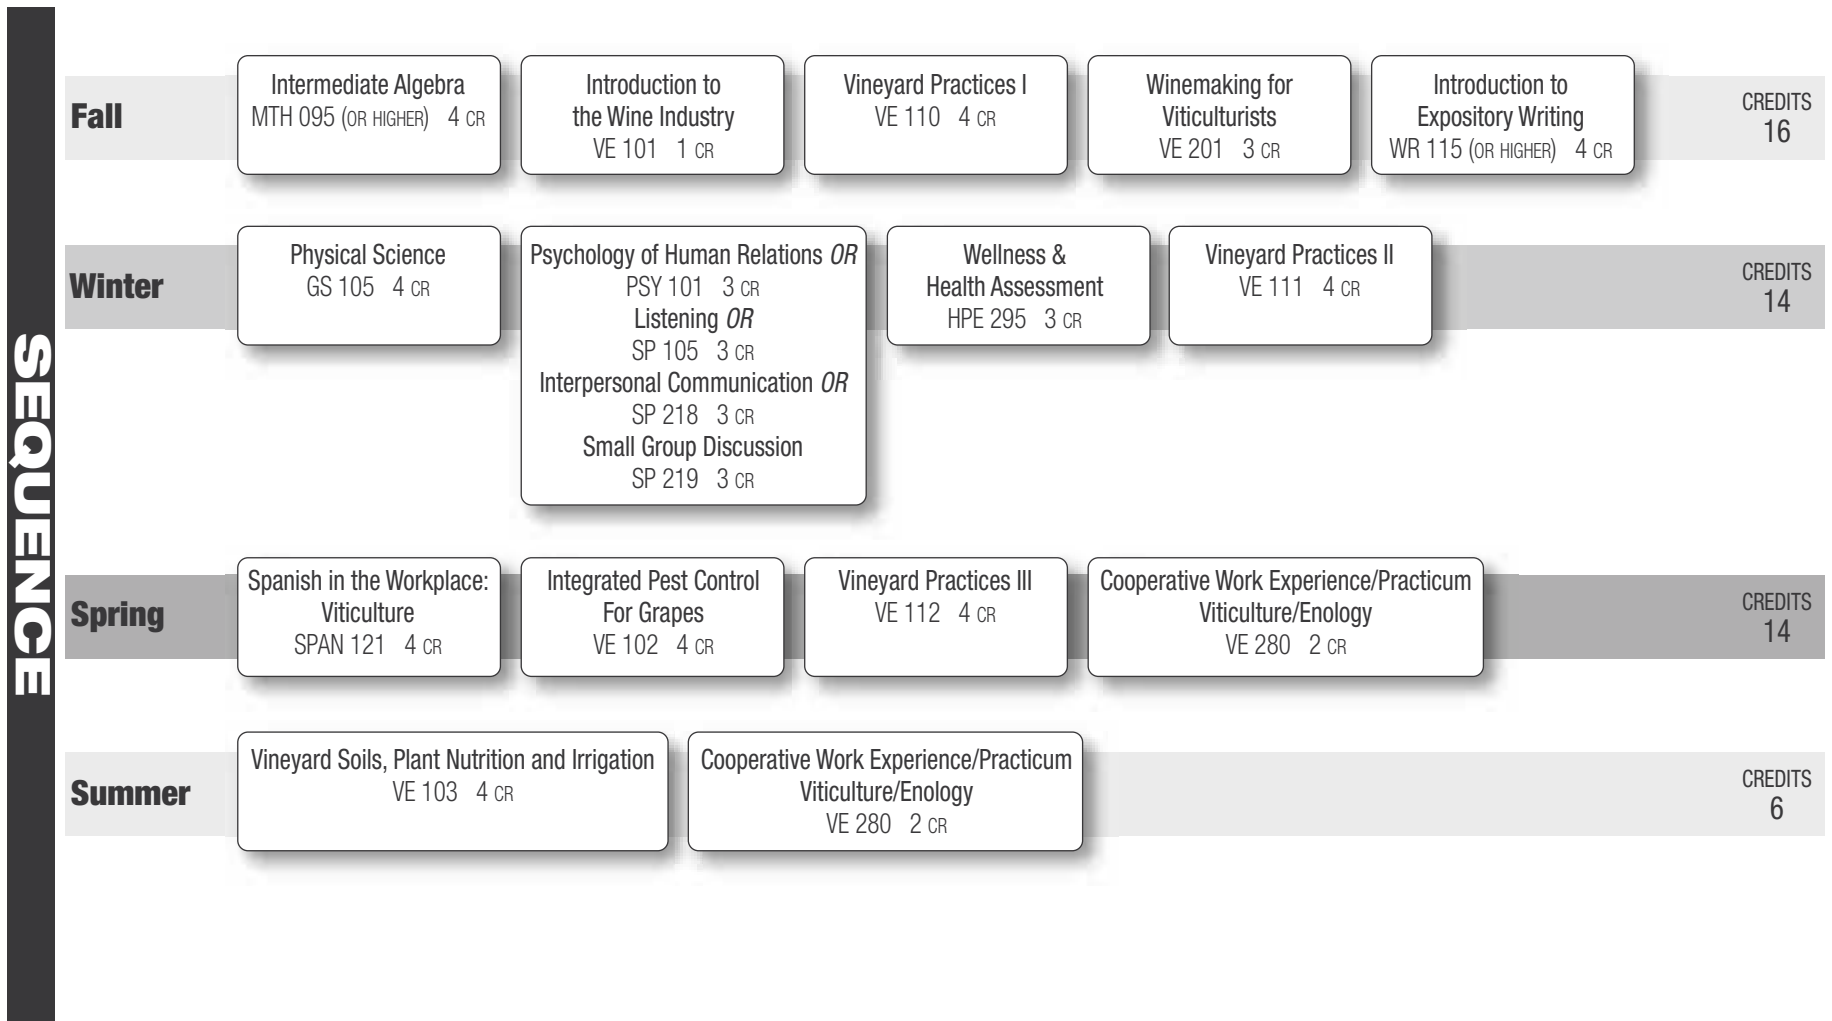 SEQUENCE
Fall
Intermediate Algebra
MTH 095 (OR HIGHER) 4 CR
Introduction to
the Wine Industry
VE 101 1 CR
Vineyard Practices I
VE 110 4 CR
Winemaking for
Viticulturists
VE 201 3 CR
Introduction to
Expository Writing
WR 115 (OR HIGHER) 4 CR
CREDITS
16
Winter
Physical Science
GS 105 4 CR
Psychology of Human Relations OR
PSY 101 3 CR
Listening OR
SP 105 3 CR
Interpersonal Communication OR
SP 218 3 CR
Small Group Discussion
SP 219 3 CR
Wellness &
Health Assessment
HPE 295 3 CR
Vineyard Practices II
VE 111 4 CR
CREDITS
14
Spring
Spanish in the Workplace:
Viticulture
SPAN 121 4 CR
Integrated Pest Control
For Grapes
VE 102 4 CR
Vineyard Practices III
VE 112 4 CR
Cooperative Work Experience/Practicum
Viticulture/Enology
VE 280 2 CR
CREDITS
14
Summer
Vineyard Soils, Plant Nutrition and Irrigation
VE 103 4 CR
Cooperative Work Experience/Practicum
Viticulture/Enology
VE 280 2 CR
CREDITS
6